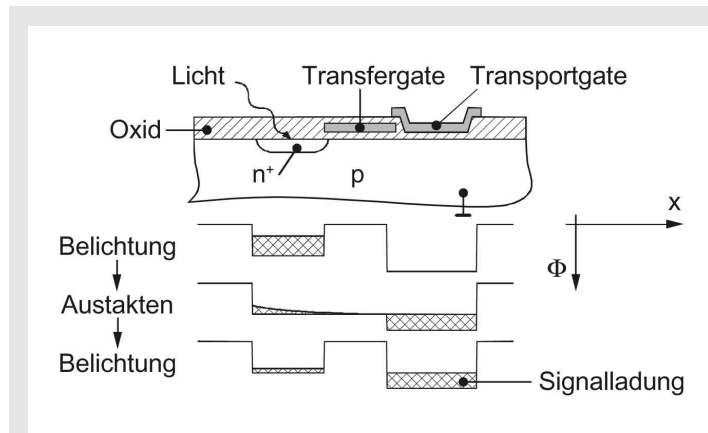 Licht
Transfergate
Transportgate
Oxid
n⁺
p
x
Belichtung
Φ
Austakten
Belichtung
Signalladung